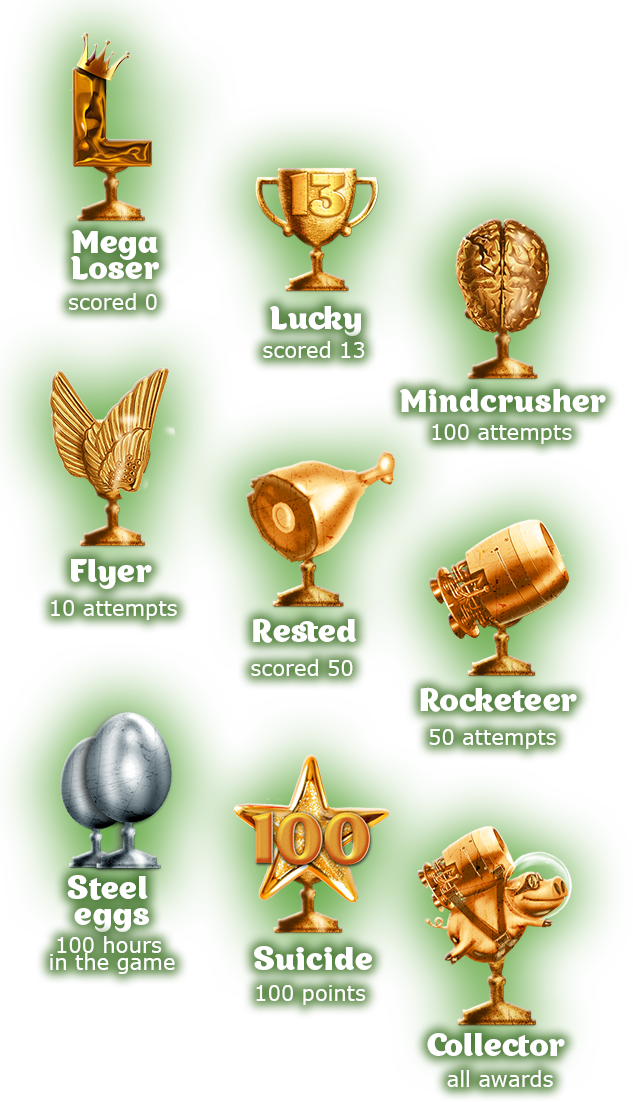 L
Mega
Loser
scored 0
13
Lucky
scored 13
Mindcrusher
100 attempts
Flyer
10 attempts
Rested
scored 50
Rocketeer
50 attempts
Steel
eggs
100 hours
in the game
100
Suicide
100 points
Collector
all awards